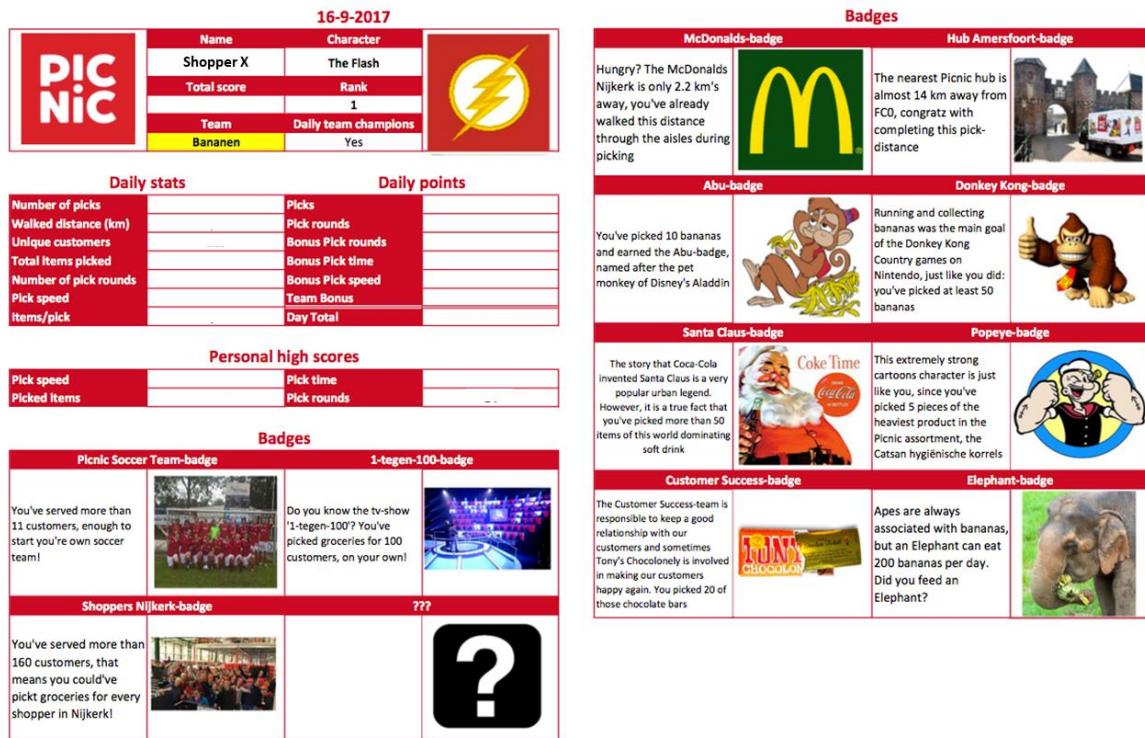 16-9-2017
PIC
NiC
Name Character
Shopper X The Flash
Total score Rank
1
Team Daily team champions
Bananen Yes
Daily stats
Number of picks
Walked distance (km)
Unique customers
Total items picked
Number of pick rounds
Pick speed
Items/pick
Daily points
Picks
Pick rounds
Bonus Pick rounds
Bonus Pick time
Bonus Pick speed
Team Bonus
Day Total
Personal high scores
Pick speed Pick time
Picked items Pick rounds
Badges
Picnic Soccer Team-badge
You've served more than
11 customers, enough to
start you're own soccer
team!
1-tegen-100-badge
Do you know the tv-show
'1-tegen-100'? You've
picked groceries for 100
customers, on your own!
Shoppers Nijkerk-badge
You've served more than
160 customers, that
means you could've
pickt groceries for every
shopper in Nijkerk!
???
?
Badges
McDonalds-badge
Hungry? The McDonalds
Nijkerk is only 2.2 km's
away, you've already
walked this distance
through the aisles during
picking
Hub Amersfoort-badge
The nearest Picnic hub is
almost 14 km away from
FC0, congratz with
completing this pick-
distance
Abu-badge
You've picked 10 bananas
and earned the Abu-badge,
named after the pet
monkey of Disney's Aladdin
Donkey Kong-badge
Running and collecting
bananas was the main goal
of the Donkey Kong
Country games on
Nintendo, just like you did:
you've picked at least 50
bananas
Santa Claus-badge
The story that Coca-Cola
invented Santa Claus is a very
popular urban legend.
However, it is a true fact that
you've picked more than 50
items of this world dominating
soft drink
Coke Time
Coca-Cola
Popeye-badge
This extremely strong
cartoons character is just
like you, since you've
picked 5 pieces of the
heaviest product in the
Picnic assortment, the
Catsan hygiënische korrels
Customer Success-badge
The Customer Success-team is
responsible to keep a good
relationship with our
customers and sometimes
Tony's Chocolonely is involved
in making our customers
happy again. You picked 20 of
those chocolate bars
TONY
CHOCOLON
Elephant-badge
Apes are always
associated with bananas,
but an Elephant can eat
200 bananas per day.
Did you feed an
Elephant?